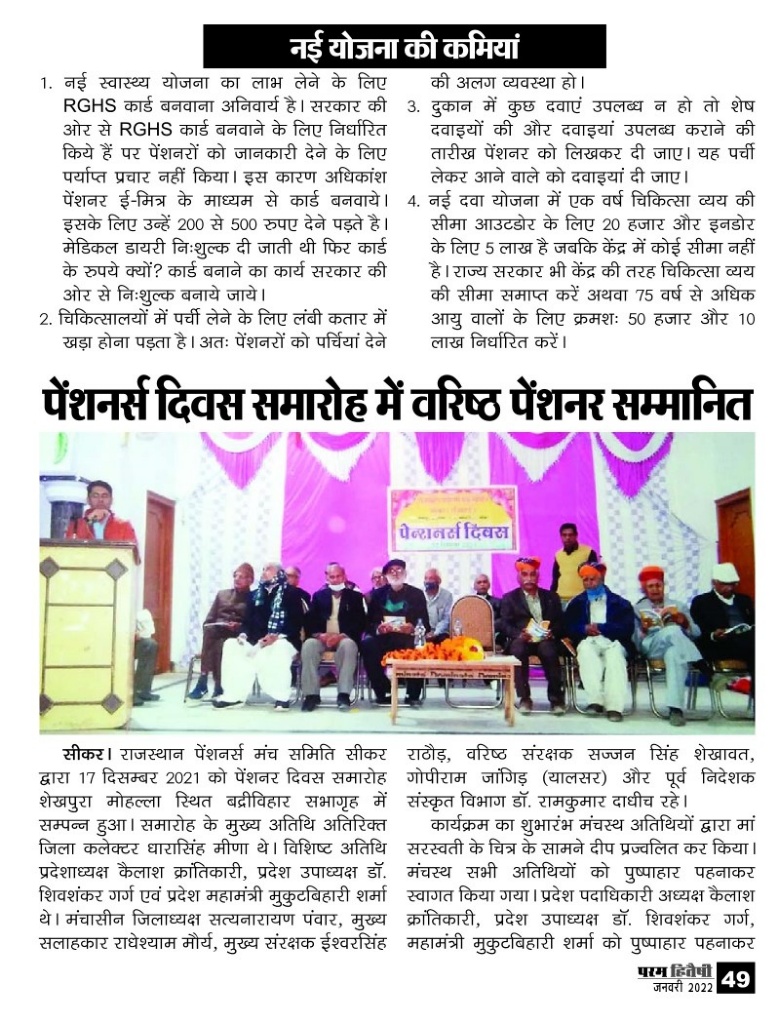 नई योजना की कमियां
1. नई स्वास्थ्य योजना का लाभ लेने के लिए
RGHS कार्ड बनवाना अनिवार्य है। सरकार की
ओर से RGHS कार्ड बनवाने के लिए निर्धारित
किये हैं पर पेंशनरों को जानकारी देने के लिए
पर्याप्त प्रचार नहीं किया। इस कारण अधिकांश
पेंशनर ई-मित्र के माध्यम से कार्ड बनवाये।
इसके लिए उन्हें 200 से 500 रुपए देने पड़ते है।
मेडिकल डायरी निःशुल्क दी जाती थी फिर कार्ड
के रुपये क्यों? कार्ड बनाने का कार्य सरकार की
ओर से निःशुल्क बनाये जाये।
2. चिकित्सालयों में पर्ची लेने के लिए लंबी कतार में
खड़ा होना पड़ता है। अतः पेंशनरों को पर्चियां देने
की अलग व्यवस्था हो।
3. दुकान में कुछ दवाएं उपलब्ध न हो तो शेष
दवाइयों की और दवाइयां उपलब्ध कराने की
तारीख पेंशनर को लिखकर दी जाए। यह पर्ची
लेकर आने वाले को दवाइयां दी जाए।
4. नई दवा योजना में एक वर्ष चिकित्सा व्यय की
सीमा आउटडोर के लिए 20 हजार और इनडोर
के लिए 5 लाख है जबकि केंद्र में कोई सीमा नहीं
है। राज्य सरकार भी केंद्र की तरह चिकित्सा व्यय
की सीमा समाप्त करें अथवा 75 वर्ष से अधिक
आयु वालों के लिए क्रमशः 50 हजार और 10
लाख निर्धारित करें।
पेंशनर्स दिवस समारोह में वरिष्ठ पेंशनर सम्मानित
पेन्शनर्स दिवस
सीकर। राजस्थान पेंशनर्स मंच समिति सीकर
द्वारा 17 दिसम्बर 2021 को पेंशनर दिवस समारोह
शेखपुरा मोहल्ला स्थित बद्रीविहार सभागृह में
सम्पन्न हुआ। समारोह के मुख्य अतिथि अतिरिक्त
जिला कलेक्टर धारासिंह मीणा थे। विशिष्ट अतिथि
प्रदेशाध्यक्ष कैलाश क्रांतिकारी, प्रदेश उपाध्यक्ष डॉ.
शिवशंकर गर्ग एवं प्रदेश महामंत्री मुकुटबिहारी शर्मा
थे। मंचासीन जिलाध्यक्ष सत्यनारायण पंवार, मुख्य
सलाहकार राधेश्याम मौर्य, मुख्य संरक्षक ईश्वरसिंह
राठौड़, वरिष्ठ संरक्षक सज्जन सिंह शेखावत,
गोपीराम जांगिड़ (यालसर) और पूर्व निदेशक
संस्कृत विभाग डॉ. रामकुमार दाधीच रहे।
कार्यक्रम का शुभारंभ मंचस्थ अतिथियों द्वारा मां
सरस्वती के चित्र के सामने दीप प्रज्वलित कर किया।
मंचस्थ सभी अतिथियों को पुष्पाहार पहनाकर
स्वागत किया गया। प्रदेश पदाधिकारी अध्यक्ष कैलाश
क्रांतिकारी, प्रदेश उपाध्यक्ष डॉ. शिवशंकर गर्ग,
महामंत्री मुकुटबिहारी शर्मा को पुष्पाहार पहनाकर
परम हितैषी
जनवरी 2022 49